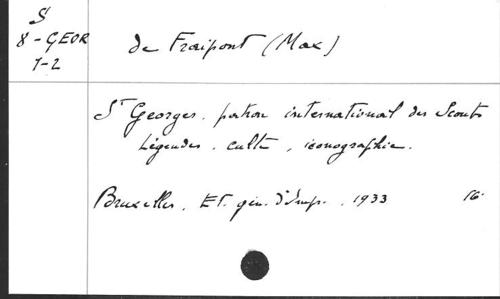 S
8-GEOR
1-2
de Fraipont (Max)
St Georges. patron international des Scouts
Légendes. culte, iconographie.
Bruxelles. Et. gén. d'Imp., 1933 16°